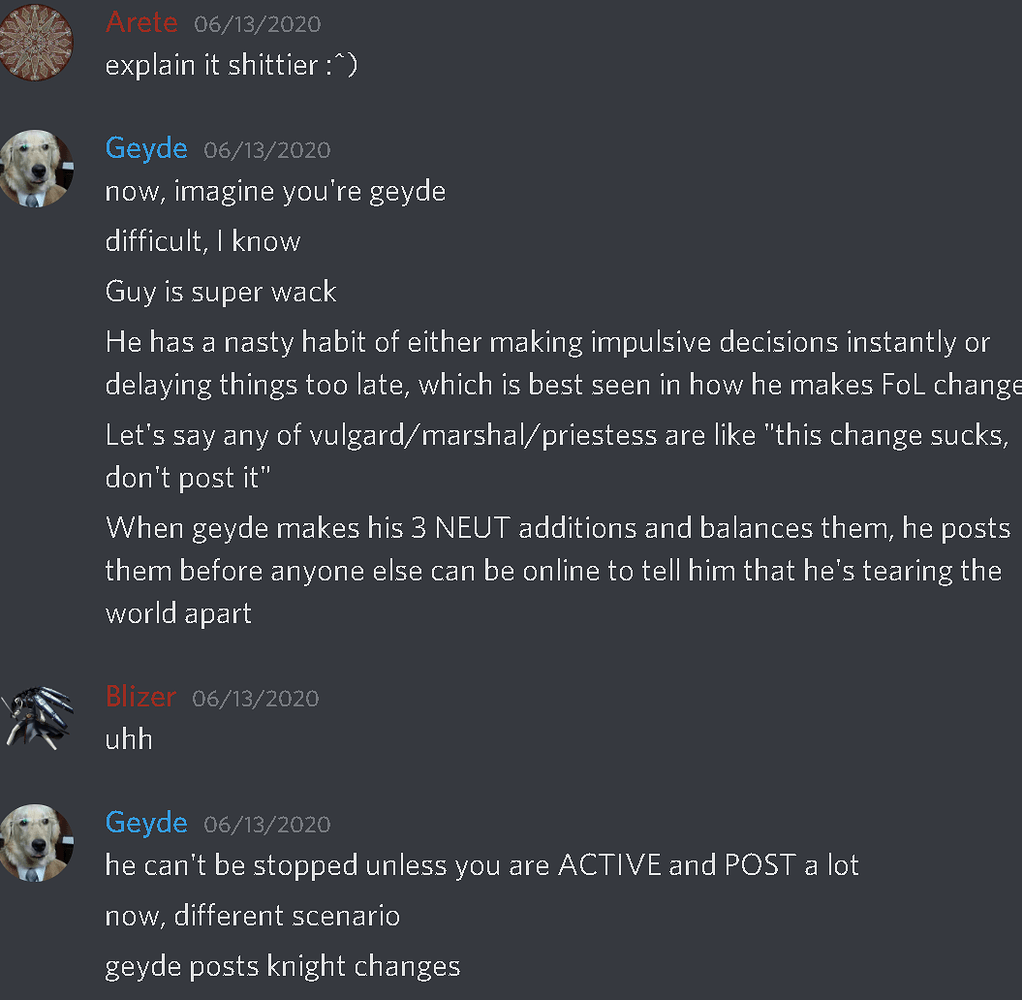 Arete 06/13/2020
explain it shittier :^)
Geyde 06/13/2020
now, imagine you're geyde
difficult, I know
Guy is super wack
He has a nasty habit of either making impulsive decisions instantly or
delaying things too late, which is best seen in how he makes FoL change
Let's say any of vulgard/marshal/priestess are like "this change sucks,
don't post it"
When geyde makes his 3 NEUT additions and balances them, he posts
them before anyone else can be online to tell him that he's tearing the
world apart
Blizer 06/13/2020
uhh
Geyde 06/13/2020
he can't be stopped unless you are ACTIVE and POST a lot
now, different scenario
geyde posts knight changes